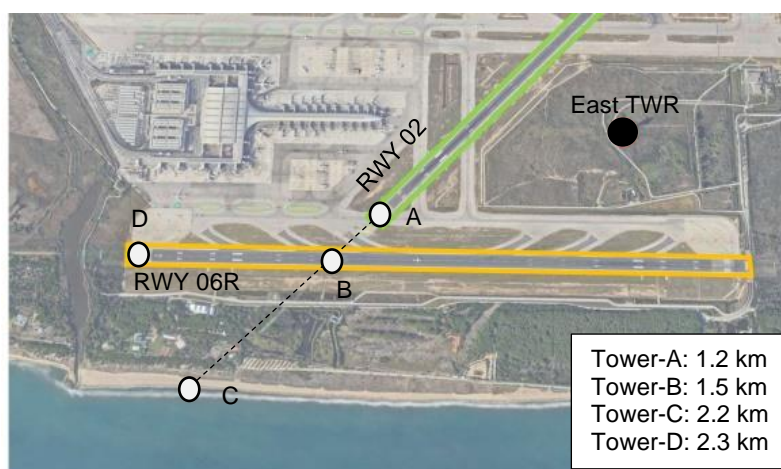 East TWR
RWY 02
A
D
RWY 06R
B
C
Tower-A: 1.2 km
Tower-B: 1.5 km
Tower-C: 2.2 km
Tower-D: 2.3 km